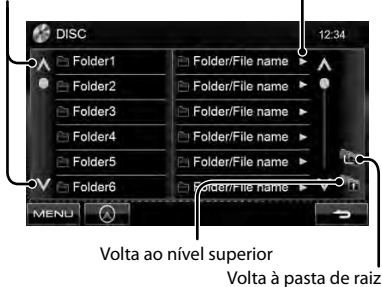 DISC 12:34
Folder1 Folder/File name
Folder2 Folder/File name
Folder3 Folder/File name
Folder4 Folder/File name
Folder5 Folder/File name
Folder6 Folder/File name
MENU
Volta ao nível superior
Volta à pasta de raiz